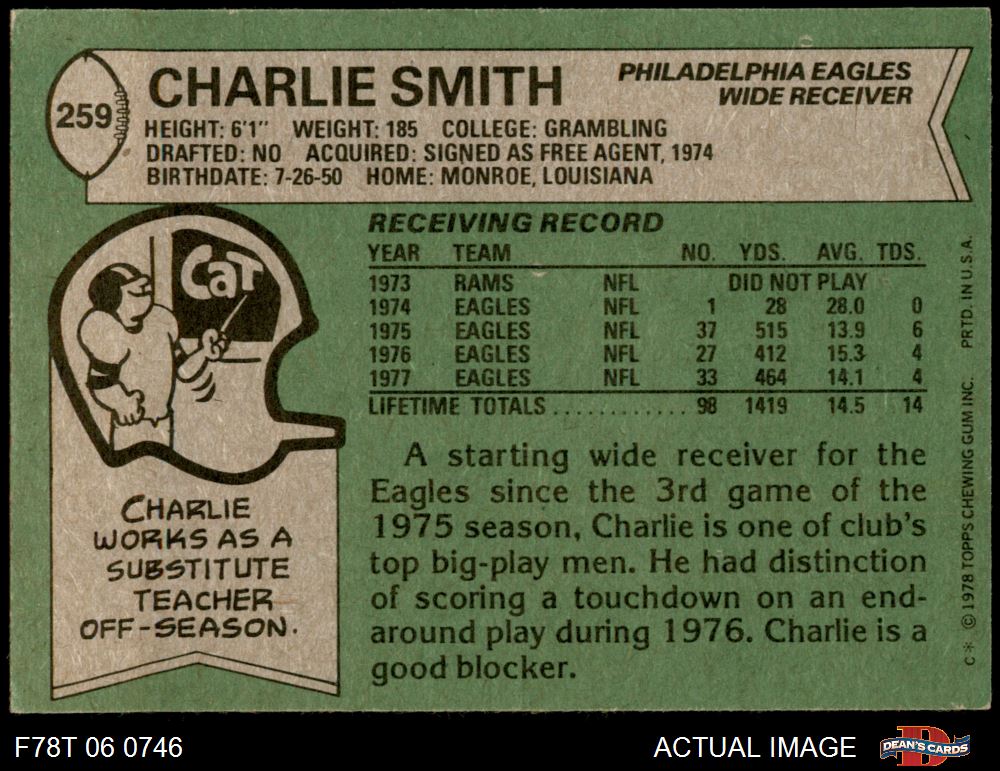 259
CHARLIE SMITH
PHILADELPHIA EAGLES
WIDE RECEIVER
HEIGHT: 6'1" WEIGHT: 185 COLLEGE: GRAMBLING
DRAFTED: NO ACQUIRED: SIGNED AS FREE AGENT, 1974
BIRTHDATE: 7-26-50 HOME: MONROE, LOUISIANA
CaT
CHARLIE
WORKS AS A
SUBSTITUTE
TEACHER
OFF-SEASON.
RECEIVING RECORD
YEAR TEAM NO. YDS. AVG. TDS.
1973 RAMS NFL DID NOT PLAY
1974 EAGLES NFL 1 28 28.0 0
1975 EAGLES NFL 37 515 13.9 6
1976 EAGLES NFL 27 412 15.3 4
1977 EAGLES NFL 33 464 14.1 4
LIFETIME TOTALS ............ 98 1419 14.5 14
A starting wide receiver for the
Eagles since the 3rd game of the
1975 season, Charlie is one of club's
top big-play men. He had distinction
of scoring a touchdown on an end-
around play during 1976. Charlie is a
good blocker.
C* © 1978 TOPPS CHEWING GUM INC. PRTD. IN U.S.A.
F78T 06 0746
ACTUAL IMAGE
DEAN'S CARDS